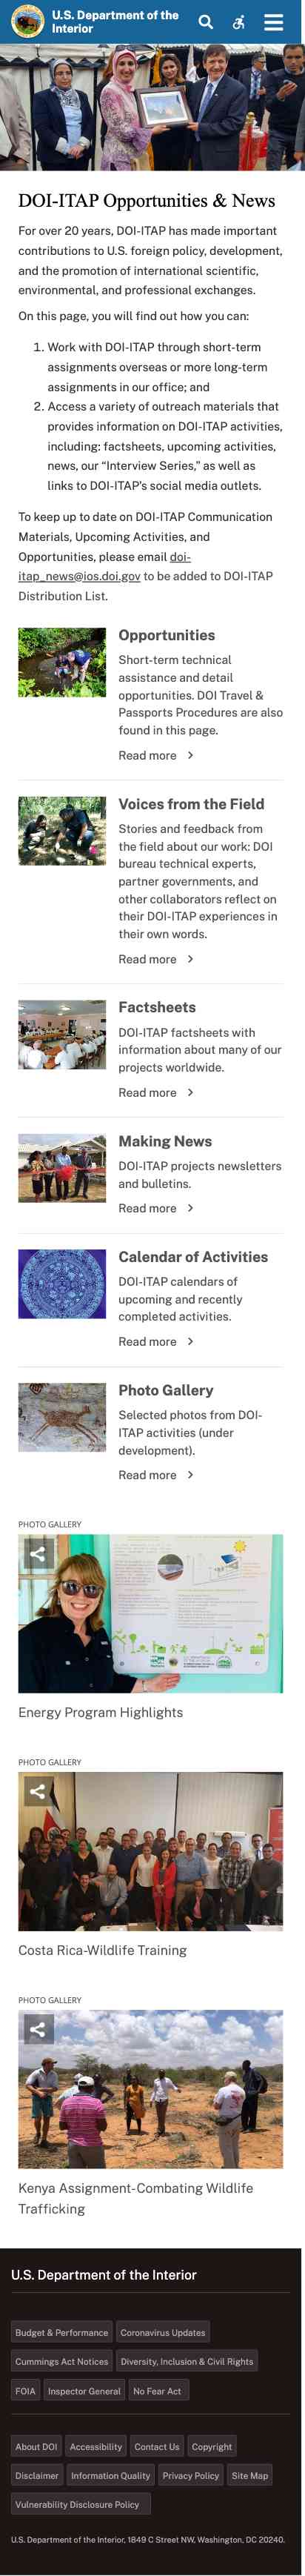 U.S. Department of the
Interior
DOI-ITAP Opportunities & News
For over 20 years, DOI-ITAP has made important
contributions to U.S. foreign policy, development,
and the promotion of international scientific,
environmental, and professional exchanges.
On this page, you will find out how you can:
1. Work with DOI-ITAP through short-term
assignments overseas or more long-term
assignments in our office; and
2. Access a variety of outreach materials that
provides information on DOI-ITAP activities,
including: factsheets, upcoming activities,
news, our “Interview Series,” as well as
links to DOI-ITAP’s social media outlets.
To keep up to date on DOI-ITAP Communication
Materials, Upcoming Activities, and
Opportunities, please email doi-
itap_news@ios.doi.gov to be added to DOI-ITAP
Distribution List.
Opportunities
Short-term technical
assistance and detail
opportunities. DOI Travel &
Passports Procedures are also
found in this page.
Read more
Voices from the Field
Stories and feedback from
the field about our work: DOI
bureau technical experts,
partner governments, and
other collaborators reflect on
their DOI-ITAP experiences in
their own words.
Read more
Factsheets
DOI-ITAP factsheets with
information about many of our
projects worldwide.
Read more
Making News
DOI-ITAP projects newsletters
and bulletins.
Read more
Calendar of Activities
DOI-ITAP calendars of
upcoming and recently
completed activities.
Read more
Photo Gallery
Selected photos from DOI-
ITAP activities (under
development).
Read more
PHOTO GALLERY
Energy Program Highlights
PHOTO GALLERY
Costa Rica-Wildlife Training
PHOTO GALLERY
Kenya Assignment-Combating Wildlife
Trafficking
U.S. Department of the Interior
Budget & Performance Coronavirus Updates
Cummings Act Notices Diversity, Inclusion & Civil Rights
FOIA Inspector General No Fear Act
About DOI Accessibility Contact Us Copyright
Disclaimer Information Quality Privacy Policy Site Map
Vulnerability Disclosure Policy
U.S. Department of the Interior, 1849 C Street NW, Washington, DC 20240.